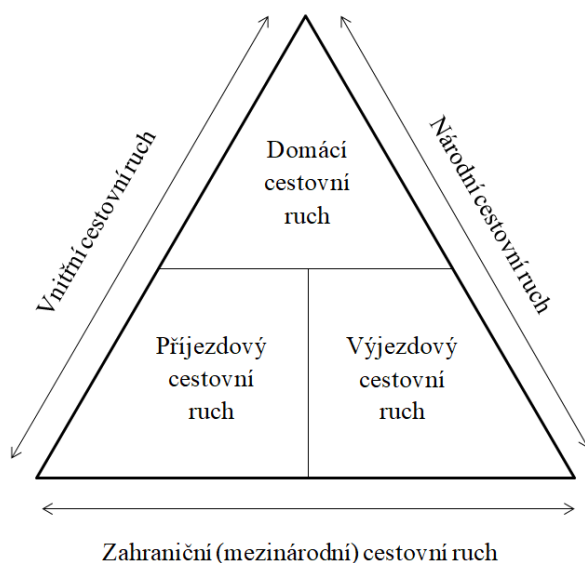 Vnitřní cestovní ruch
Národní cestovní ruch
Domácí
cestovní
ruch
Příjezdový
cestovní
ruch
Výjezdový
cestovní
ruch
Zahraniční (mezinárodní) cestovní ruch